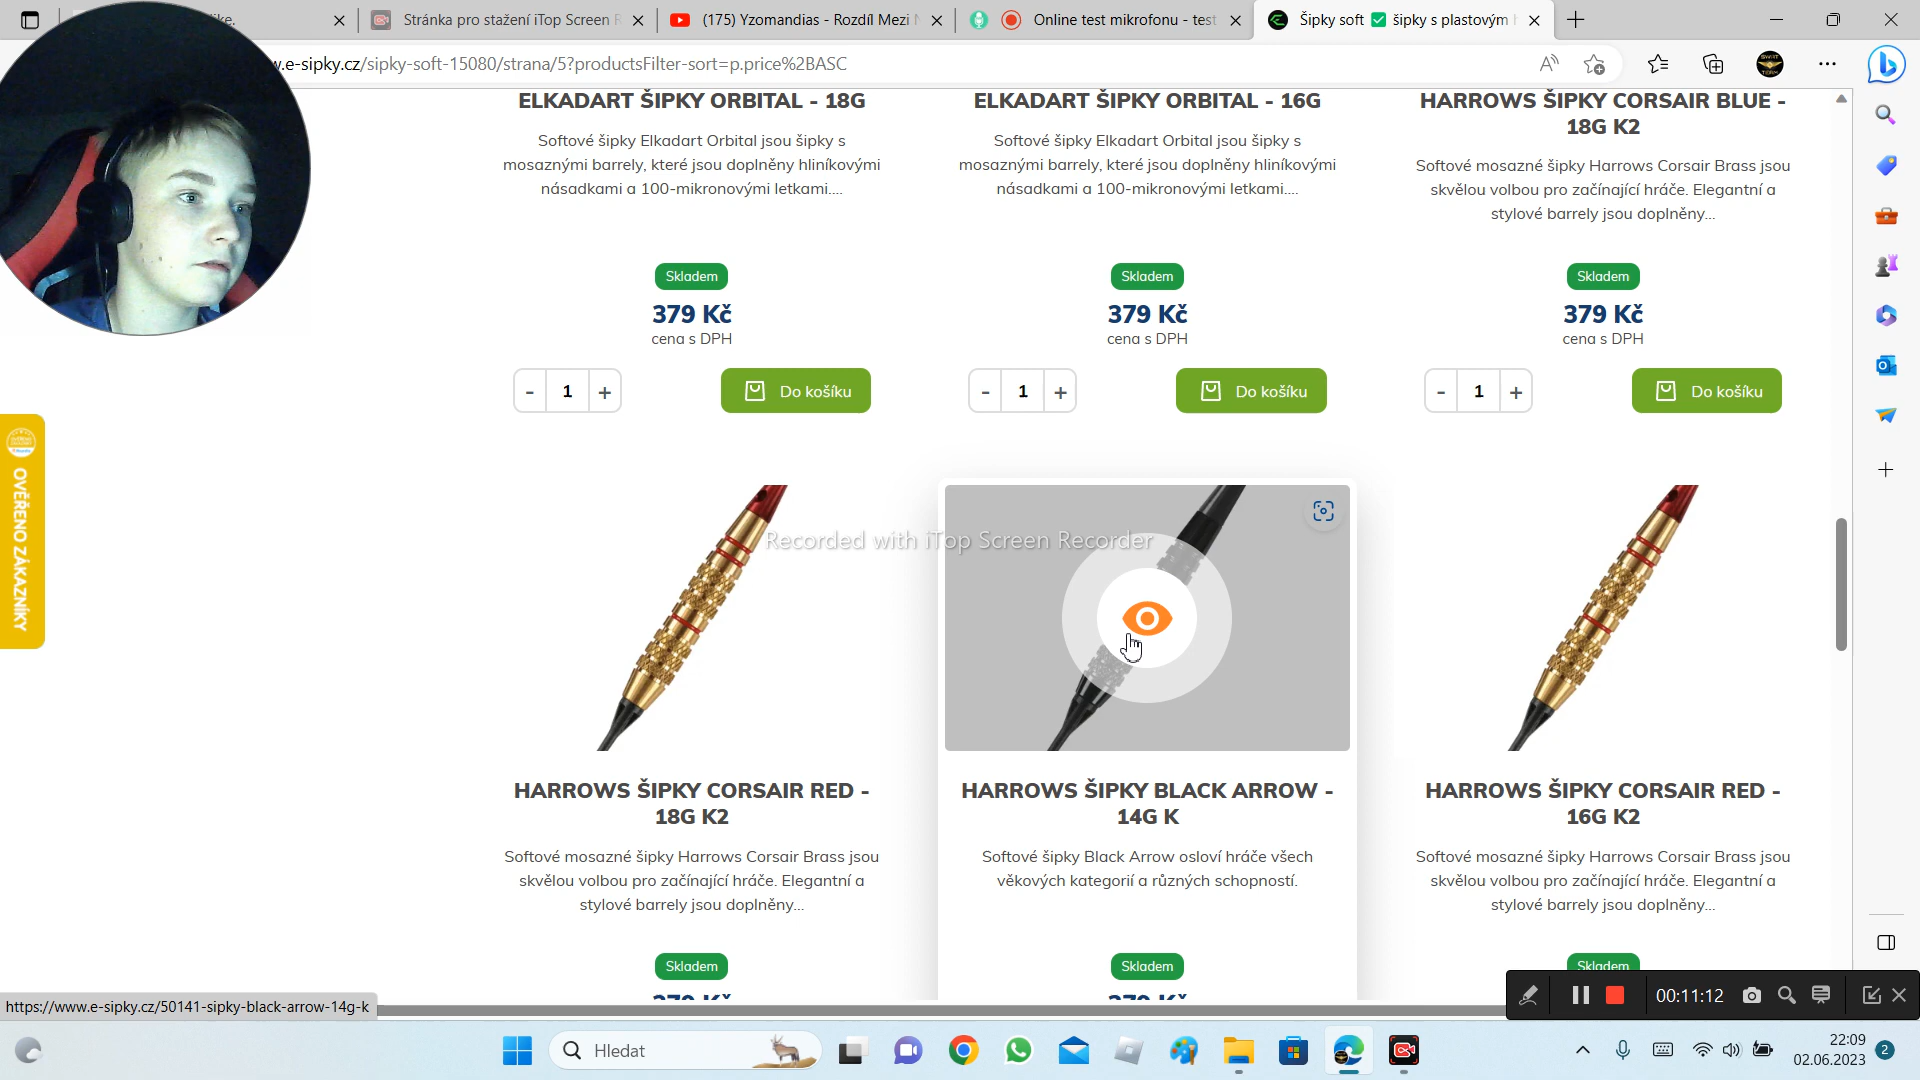 ike.
Stránka pro stažení iTop Screen R
(175) Yzomandias - Rozdíl Mezi N
Online test mikrofonu - test
Šipky soft ✅ šipky s plastovým h
w.e-sipky.cz/sipky-soft-15080/strana/5?productsFilter-sort=p.price%2BASC
ELKADART ŠIPKY ORBITAL - 18G
Softové šipky Elkadart Orbital jsou šipky s
mosaznými barrely, které jsou doplněny hliníkovými
násadkami a 100-mikronovými letkami....
Skladem
379 Kč
cena s DPH
- 1 +
Do košíku
ELKADART ŠIPKY ORBITAL - 16G
Softové šipky Elkadart Orbital jsou šipky s
mosaznými barrely, které jsou doplněny hliníkovými
násadkami a 100-mikronovými letkami....
Skladem
379 Kč
cena s DPH
- 1 +
Do košíku
HARROWS ŠIPKY CORSAIR BLUE -
18G K2
Softové mosazné šipky Harrows Corsair Brass jsou
skvělou volbou pro začínající hráče. Elegantní a
stylové barrely jsou doplněny...
Skladem
379 Kč
cena s DPH
- 1 +
Do košíku
OVĚŘENO ZÁKAZNÍKY
Recorded with iTop Screen Recorder
HARROWS ŠIPKY CORSAIR RED -
18G K2
Softové mosazné šipky Harrows Corsair Brass jsou
skvělou volbou pro začínající hráče. Elegantní a
stylové barrely jsou doplněny...
Skladem
379 Kč
HARROWS ŠIPKY BLACK ARROW -
14G K
Softové šipky Black Arrow osloví hráče všech
věkových kategorií a různých schopností.
Skladem
379 Kč
HARROWS ŠIPKY CORSAIR RED -
16G K2
Softové mosazné šipky Harrows Corsair Brass jsou
skvělou volbou pro začínající hráče. Elegantní a
stylové barrely jsou doplněny...
Skladem
https://www.e-sipky.cz/50141-sipky-black-arrow-14g-k
00:11:12
Hledat
22:09
02.06.2023
2